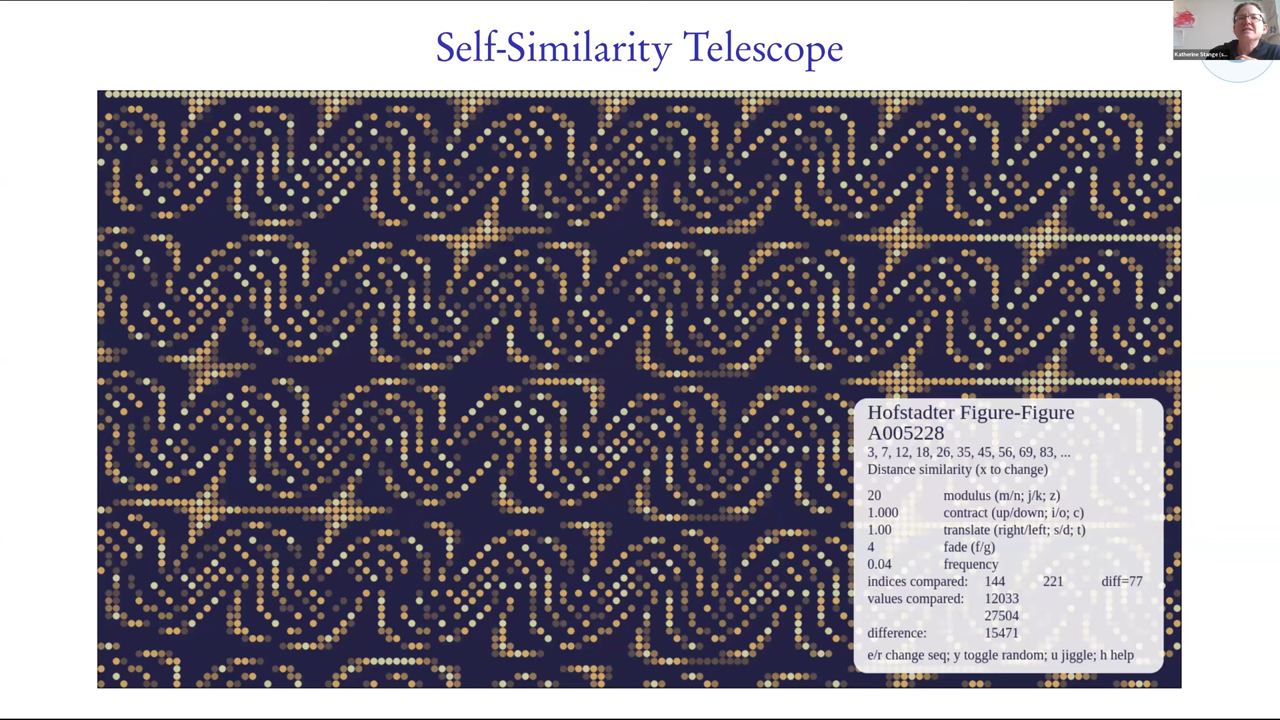 Self-Similarity Telescope
Katherine Stange (s...
Hofstadter Figure-Figure
A005228
3, 7, 12, 18, 26, 35, 45, 56, 69, 83, ...
Distance similarity (x to change)
20 modulus (m/n; j/k; z)
1.000 contract (up/down; i/o; c)
1.00 translate (right/left; s/d; t)
4 fade (f/g)
0.04 frequency
indices compared: 144 221 diff=77
values compared: 12033
27504
difference: 15471
e/r change seq; y toggle random; u jiggle; h help